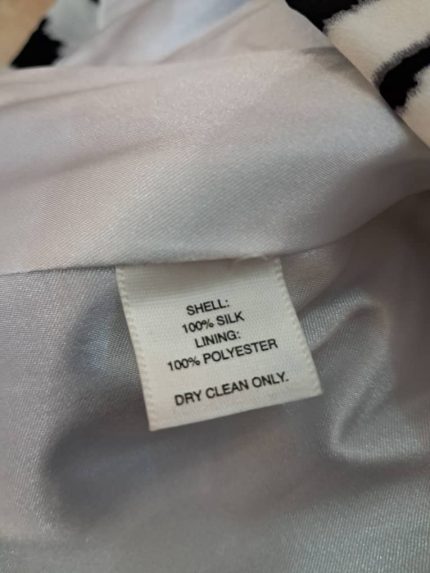 SHELL:
100% SILK
LINING:
100% POLYESTER
DRY CLEAN ONLY.